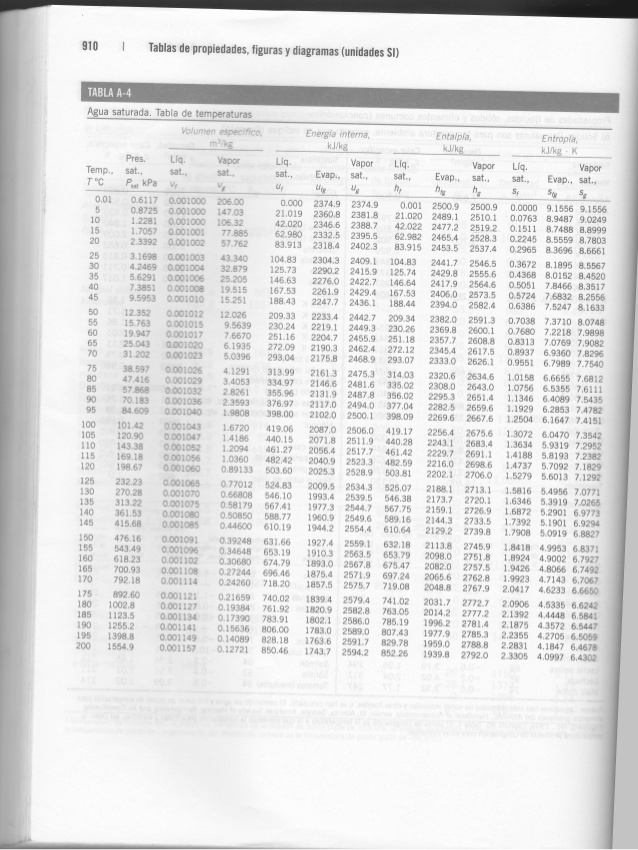 910 | Tablas de propiedades, figuras y diagramas (unidades SI)
TABLA A-4
Agua saturada. Tabla de temperaturas
Volumen específico, m³/kg Energía interna, kJ/kg Entalpía, kJ/kg Entropía, kJ/kg · K
Temp., T °C Pres. sat., Psat kPa Líq. sat., vf Vapor sat., vg Líq. sat., uf Evap., ufg Vapor sat., ug Líq. sat., hf Evap., hfg Vapor sat., hg Líq. sat., sf Evap., sfg Vapor sat., sg
0.01 0.6117 0.001000 206.00 0.000 2374.9 2374.9 0.001 2500.9 2500.9 0.0000 9.1556 9.1556
5 0.8725 0.001000 147.03 21.019 2360.8 2381.8 21.020 2489.1 2510.1 0.0763 8.9487 9.0249
10 1.2281 0.001000 106.32 42.020 2346.6 2388.7 42.022 2477.2 2519.2 0.1511 8.7488 8.8999
15 1.7057 0.001001 77.885 62.980 2332.5 2395.5 62.982 2465.4 2528.3 0.2245 8.5559 8.7803
20 2.3392 0.001002 57.762 83.913 2318.4 2402.3 83.915 2453.5 2537.4 0.2965 8.3696 8.6661
25 3.1698 0.001003 43.340 104.83 2304.3 2409.1 104.83 2441.7 2546.5 0.3672 8.1895 8.5567
30 4.2469 0.001004 32.879 125.73 2290.2 2415.9 125.74 2429.8 2555.6 0.4368 8.0152 8.4520
35 5.6291 0.001006 25.205 146.63 2276.0 2422.7 146.64 2417.9 2564.6 0.5051 7.8466 8.3517
40 7.3851 0.001008 19.515 167.53 2261.9 2429.4 167.53 2406.0 2573.5 0.5724 7.6832 8.2556
45 9.5953 0.001010 15.251 188.43 2247.7 2436.1 188.44 2394.0 2582.4 0.6386 7.5247 8.1633
50 12.352 0.001012 12.026 209.33 2233.4 2442.7 209.34 2382.0 2591.3 0.7038 7.3710 8.0748
55 15.763 0.001015 9.5639 230.24 2219.1 2449.3 230.26 2369.8 2600.1 0.7680 7.2218 7.9898
60 19.947 0.001017 7.6670 251.16 2204.7 2455.9 251.18 2357.7 2608.8 0.8313 7.0769 7.9082
65 25.043 0.001020 6.1935 272.09 2190.3 2462.4 272.12 2345.4 2617.5 0.8937 6.9360 7.8296
70 31.202 0.001023 5.0396 293.04 2175.8 2468.9 293.07 2333.0 2626.1 0.9551 6.7989 7.7540
75 38.597 0.001026 4.1291 313.99 2161.3 2475.3 314.03 2320.6 2634.6 1.0158 6.6655 7.6812
80 47.416 0.001029 3.4053 334.97 2146.6 2481.6 335.02 2308.0 2643.0 1.0756 6.5355 7.6111
85 57.868 0.001032 2.8261 355.96 2131.9 2487.8 356.02 2295.3 2651.4 1.1346 6.4089 7.5435
90 70.183 0.001036 2.3593 376.97 2117.0 2494.0 377.04 2282.5 2659.6 1.1929 6.2853 7.4782
95 84.609 0.001040 1.9808 398.00 2102.0 2500.1 398.09 2269.6 2667.6 1.2504 6.1647 7.4151
100 101.42 0.001043 1.6720 419.06 2087.0 2506.0 419.17 2256.4 2675.6 1.3072 6.0470 7.3542
105 120.90 0.001047 1.4186 440.15 2071.8 2511.9 440.28 2243.1 2683.4 1.3634 5.9319 7.2952
110 143.38 0.001052 1.2094 461.27 2056.4 2517.7 461.42 2229.7 2691.1 1.4188 5.8193 7.2382
115 169.18 0.001056 1.0360 482.42 2040.9 2523.3 482.59 2216.0 2698.6 1.4737 5.7092 7.1829
120 198.67 0.001060 0.89133 503.60 2025.3 2528.9 503.81 2202.1 2706.0 1.5279 5.6013 7.1292
125 232.23 0.001065 0.77012 524.83 2009.5 2534.3 525.07 2188.1 2713.1 1.5816 5.4956 7.0771
130 270.28 0.001070 0.66808 546.10 1993.4 2539.5 546.38 2173.7 2720.1 1.6346 5.3919 7.0265
135 313.22 0.001075 0.58179 567.41 1977.3 2544.7 567.75 2159.1 2726.9 1.6872 5.2901 6.9773
140 361.53 0.001080 0.50850 588.77 1960.9 2549.6 589.16 2144.3 2733.5 1.7392 5.1901 6.9294
145 415.68 0.001085 0.44600 610.19 1944.2 2554.4 610.64 2129.2 2739.8 1.7908 5.0919 6.8827
150 476.16 0.001091 0.39248 631.66 1927.4 2559.1 632.18 2113.8 2745.9 1.8418 4.9953 6.8371
155 543.49 0.001096 0.34648 653.19 1910.3 2563.5 653.79 2098.0 2751.8 1.8924 4.9002 6.7927
160 618.23 0.001102 0.30680 674.79 1893.0 2567.8 675.47 2082.0 2757.5 1.9426 4.8066 6.7492
165 700.93 0.001108 0.27244 696.46 1875.4 2571.9 697.24 2065.6 2762.8 1.9923 4.7143 6.7067
170 792.18 0.001114 0.24260 718.20 1857.5 2575.7 719.08 2048.8 2767.9 2.0417 4.6233 6.6650
175 892.60 0.001121 0.21659 740.02 1839.4 2579.4 741.02 2031.7 2772.7 2.0906 4.5335 6.6242
180 1002.8 0.001127 0.19384 761.92 1820.9 2582.8 763.05 2014.2 2777.2 2.1392 4.4448 6.5841
185 1123.5 0.001134 0.17390 783.91 1802.1 2586.0 785.19 1996.2 2781.4 2.1875 4.3572 6.5447
190 1255.2 0.001141 0.15636 806.00 1783.0 2589.0 807.43 1977.9 2785.3 2.2355 4.2705 6.5059
195 1398.8 0.001149 0.14089 828.18 1763.6 2591.7 829.78 1959.0 2788.8 2.2831 4.1847 6.4678
200 1554.9 0.001157 0.12721 850.46 1743.7 2594.2 852.26 1939.8 2792.0 2.3305 4.0997 6.4302